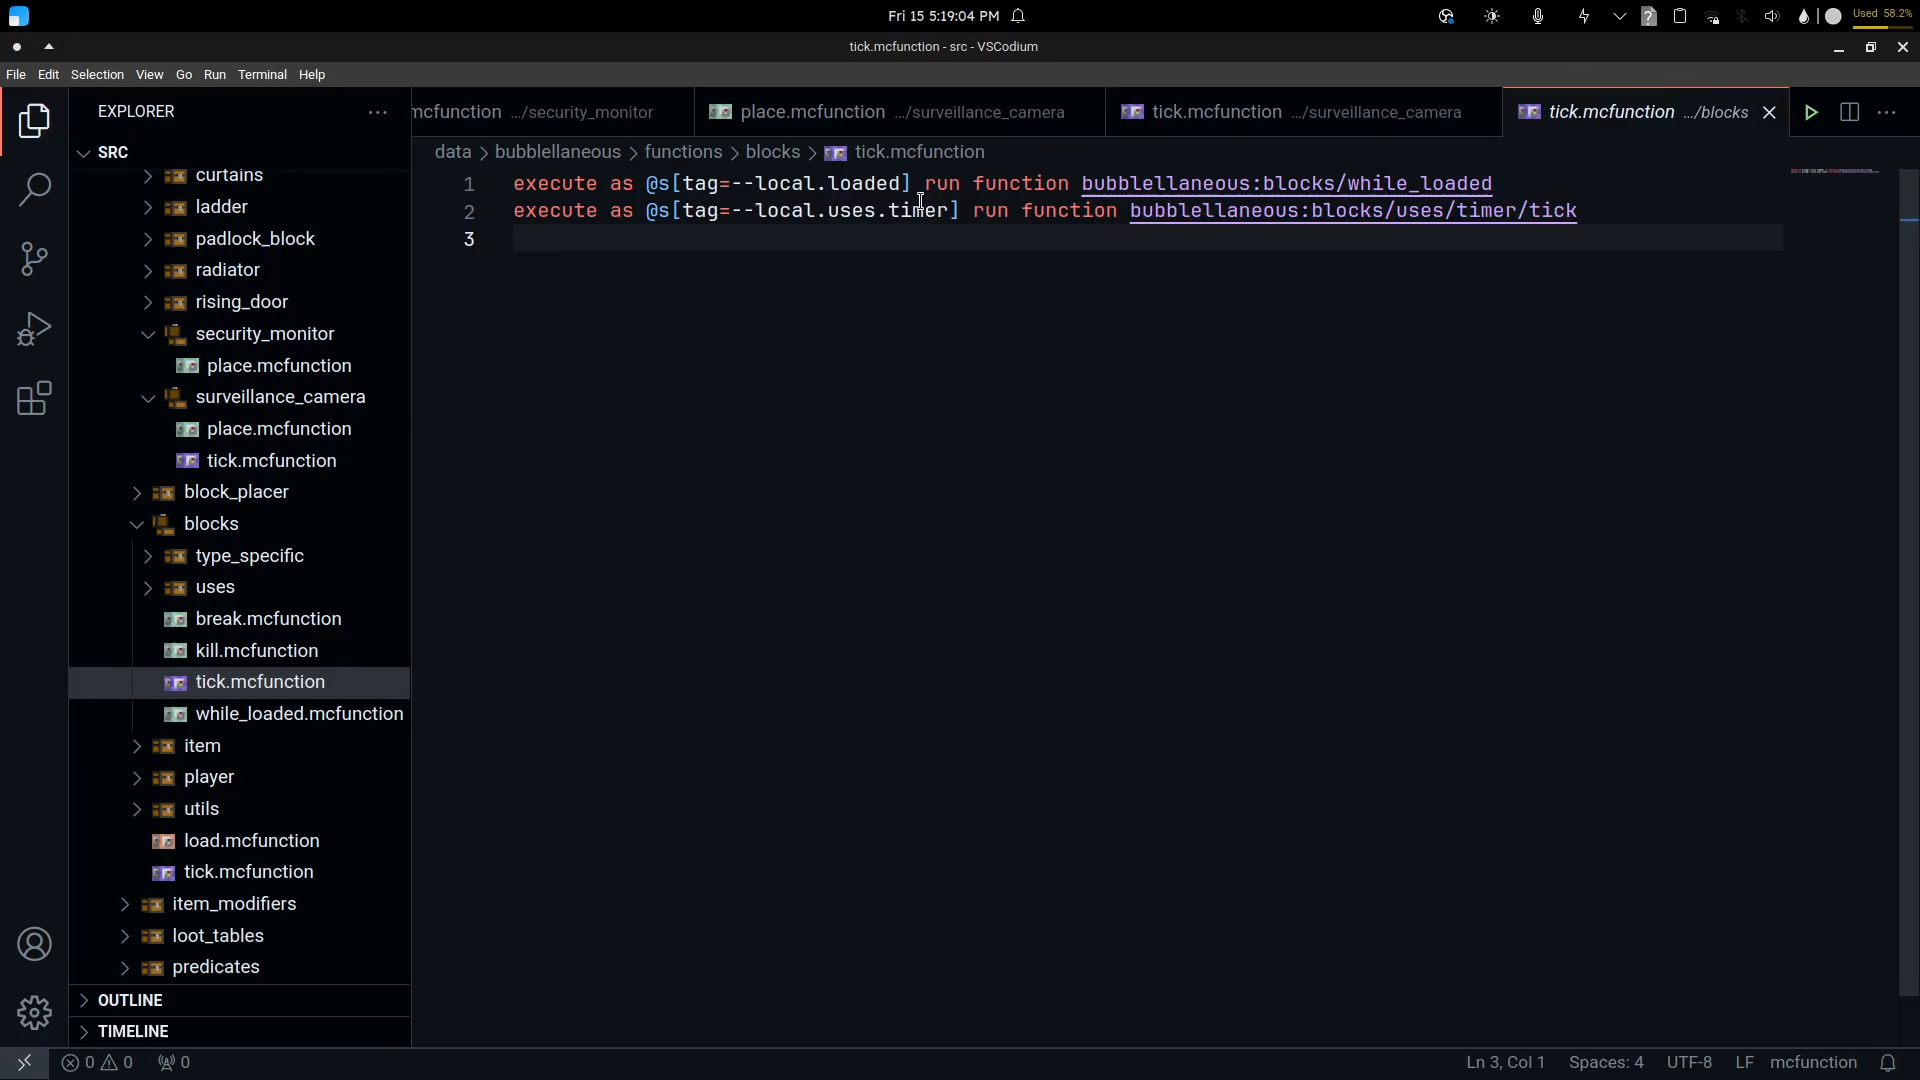 Fri 15 5:19:04 PM
Used 58.2%
tick.mcfunction - src - VSCodium
File Edit Selection View Go Run Terminal Help
EXPLORER
mcfunction .../security_monitor
place.mcfunction .../surveillance_camera
tick.mcfunction .../surveillance_camera
tick.mcfunction .../blocks
SRC
data > bubblellaneous > functions > blocks > tick.mcfunction
curtains
ladder
padlock_block
radiator
rising_door
security_monitor
place.mcfunction
surveillance_camera
place.mcfunction
tick.mcfunction
block_placer
blocks
type_specific
uses
break.mcfunction
kill.mcfunction
tick.mcfunction
while_loaded.mcfunction
item
player
utils
load.mcfunction
tick.mcfunction
item_modifiers
loot_tables
predicates
OUTLINE
TIMELINE
1 execute as @s[tag=--local.loaded] run function bubblellaneous:blocks/while_loaded
2 execute as @s[tag=--local.uses.timer] run function bubblellaneous:blocks/uses/timer/tick
3
0 0 0
Ln 3, Col 1 Spaces: 4 UTF-8 LF mcfunction